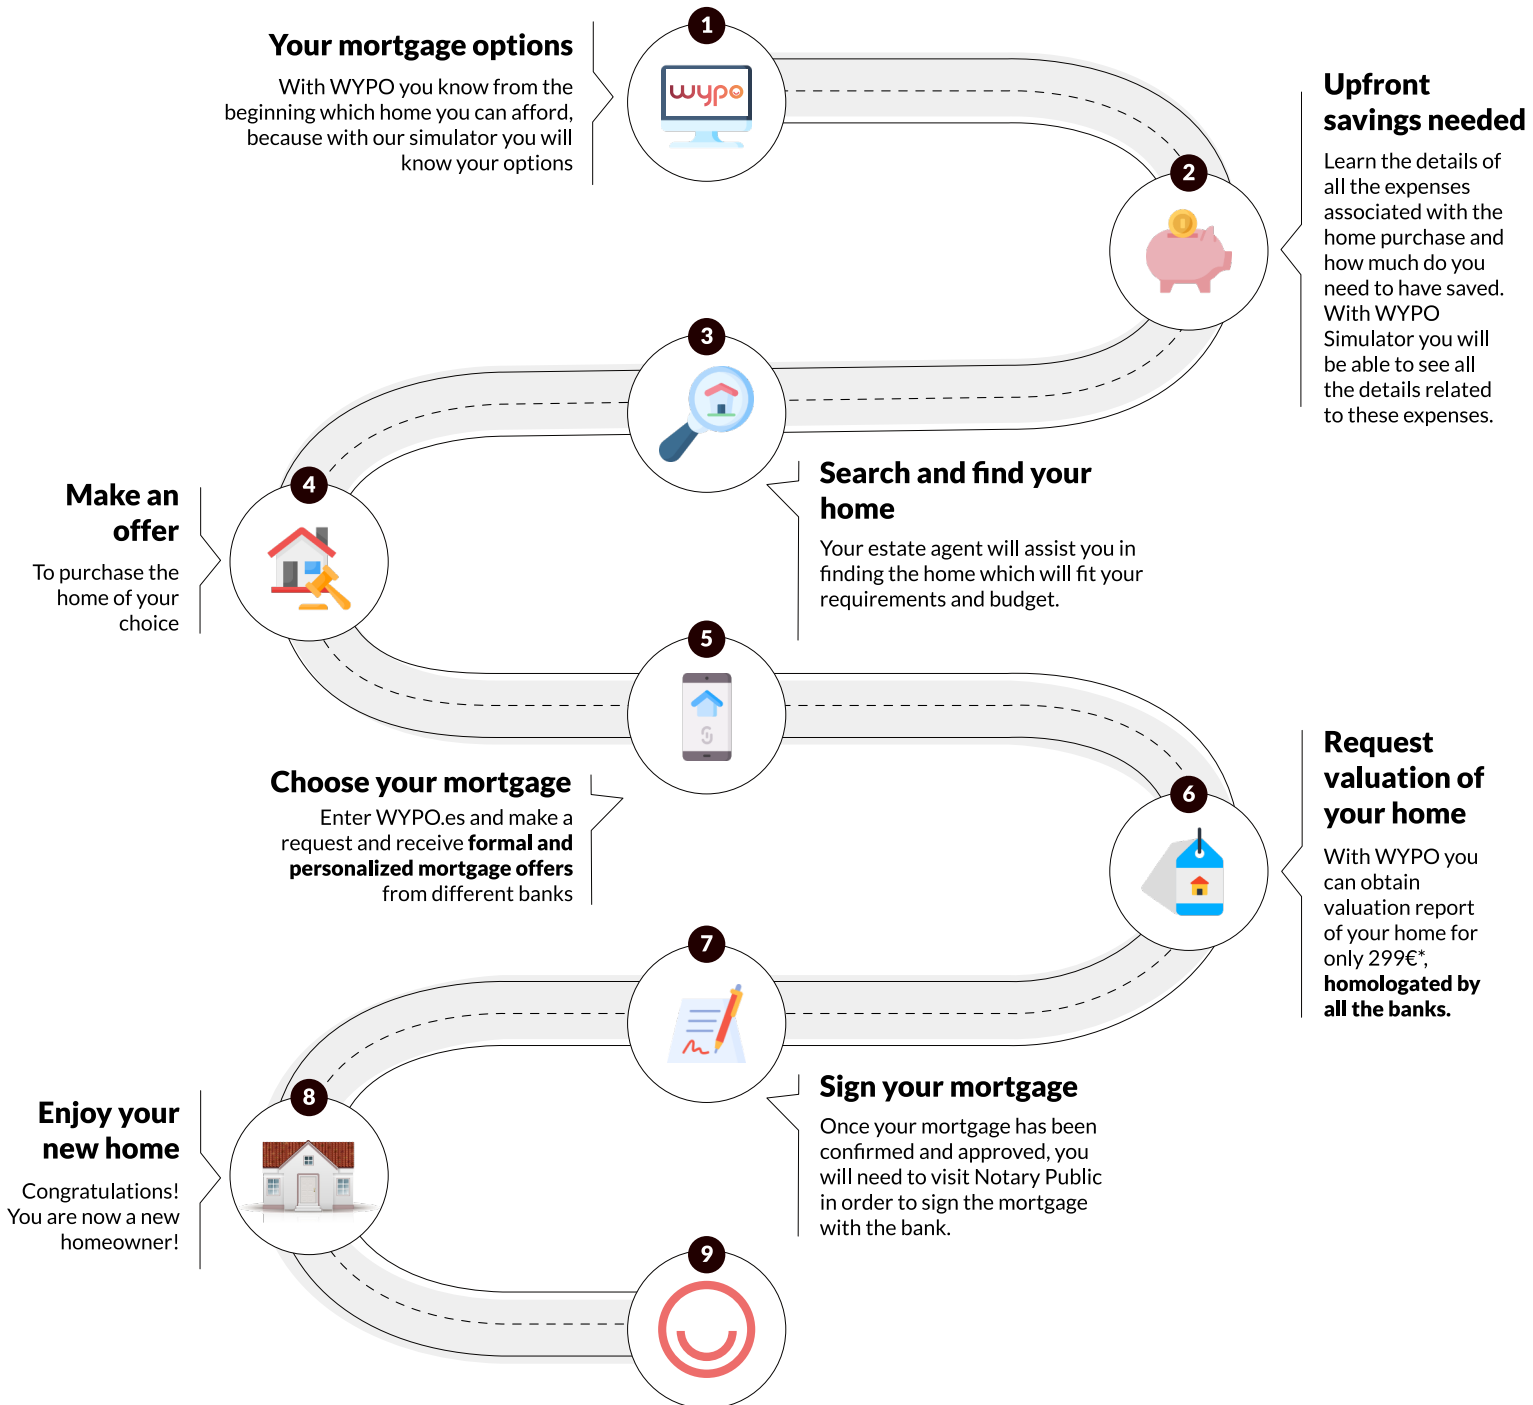 1
Your mortgage options
With WYPO you know from the
beginning which home you can afford,
because with our simulator you will
know your options
wypo
2
Upfront
savings needed
Learn the details of
all the expenses
associated with the
home purchase and
how much do you
need to have saved.
With WYPO
Simulator you will
be able to see all
the details related
to these expenses.
3
Search and find your
home
Your estate agent will assist you in
finding the home which will fit your
requirements and budget.
4
Make an
offer
To purchase the
home of your
choice
5
Choose your mortgage
Enter WYPO.es and make a
request and receive formal and
personalized mortgage offers
from different banks
6
Request
valuation of
your home
With WYPO you
can obtain
valuation report
of your home for
only 299€*,
homologated by
all the banks.
7
Sign your mortgage
Once your mortgage has been
confirmed and approved, you
will need to visit Notary Public
in order to sign the mortgage
with the bank.
8
Enjoy your
new home
Congratulations!
You are now a new
homeowner!
9